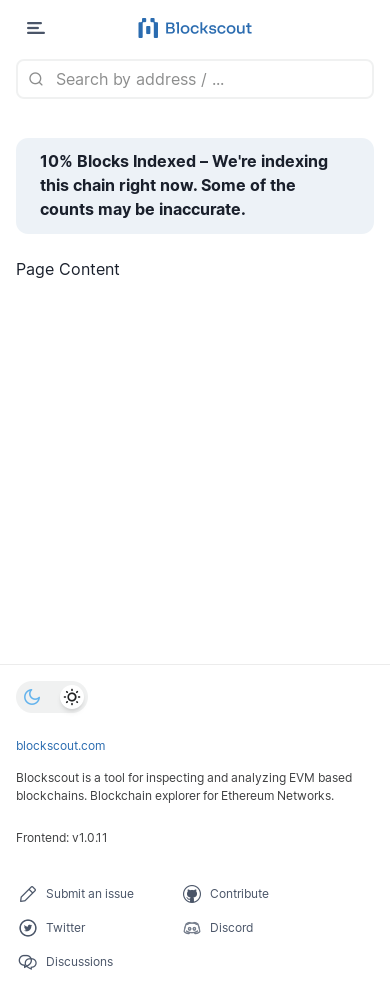 Blockscout
Search by address / ...
10% Blocks Indexed – We're indexing
this chain right now. Some of the
counts may be inaccurate.
Page Content
blockscout.com
Blockscout is a tool for inspecting and analyzing EVM based
blockchains. Blockchain explorer for Ethereum Networks.
Frontend: v1.0.11
Submit an issue
Contribute
Twitter
Discord
Discussions